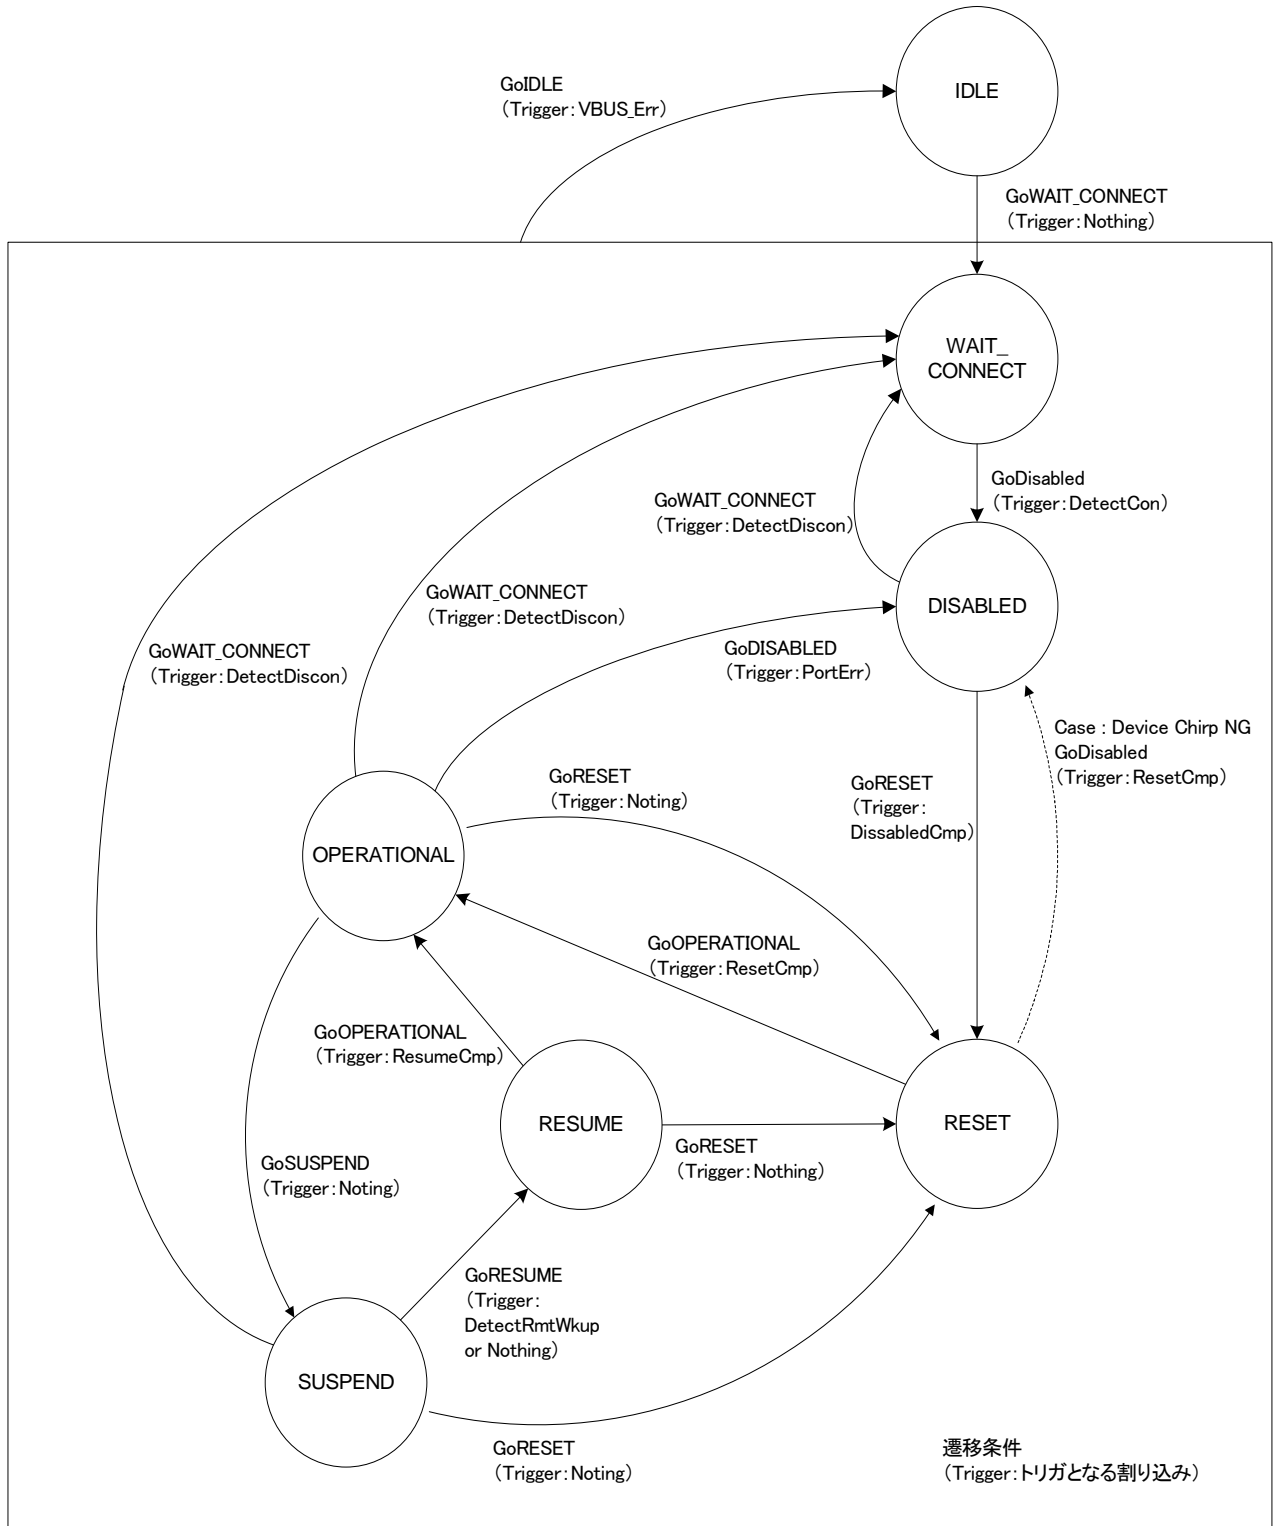 IDLE
GoIDLE
（Trigger：VBUS_Err）
GoWAIT_CONNECT
（Trigger：Nothing）
WAIT_
CONNECT
GoDisabled
（Trigger：DetectCon）
GoWAIT_CONNECT
（Trigger：DetectDiscon）
DISABLED
GoWAIT_CONNECT
（Trigger：DetectDiscon）
GoWAIT_CONNECT
（Trigger：DetectDiscon）
GoDISABLED
（Trigger：PortErr）
Case : Device Chirp NG
GoDisabled
（Trigger：ResetCmp）
GoRESET
（Trigger：Noting）
GoRESET
（Trigger：
DissabledCmp）
OPERATIONAL
GoOPERATIONAL
（Trigger：ResetCmp）
GoOPERATIONAL
（Trigger：ResumeCmp）
RESUME
RESET
GoRESET
（Trigger：Nothing）
GoSUSPEND
（Trigger：Noting）
GoRESUME
（Trigger：
DetectRmtWkup
or Nothing）
SUSPEND
GoRESET
（Trigger：Noting）
遷移条件
（Trigger：トリガとなる割り込み）